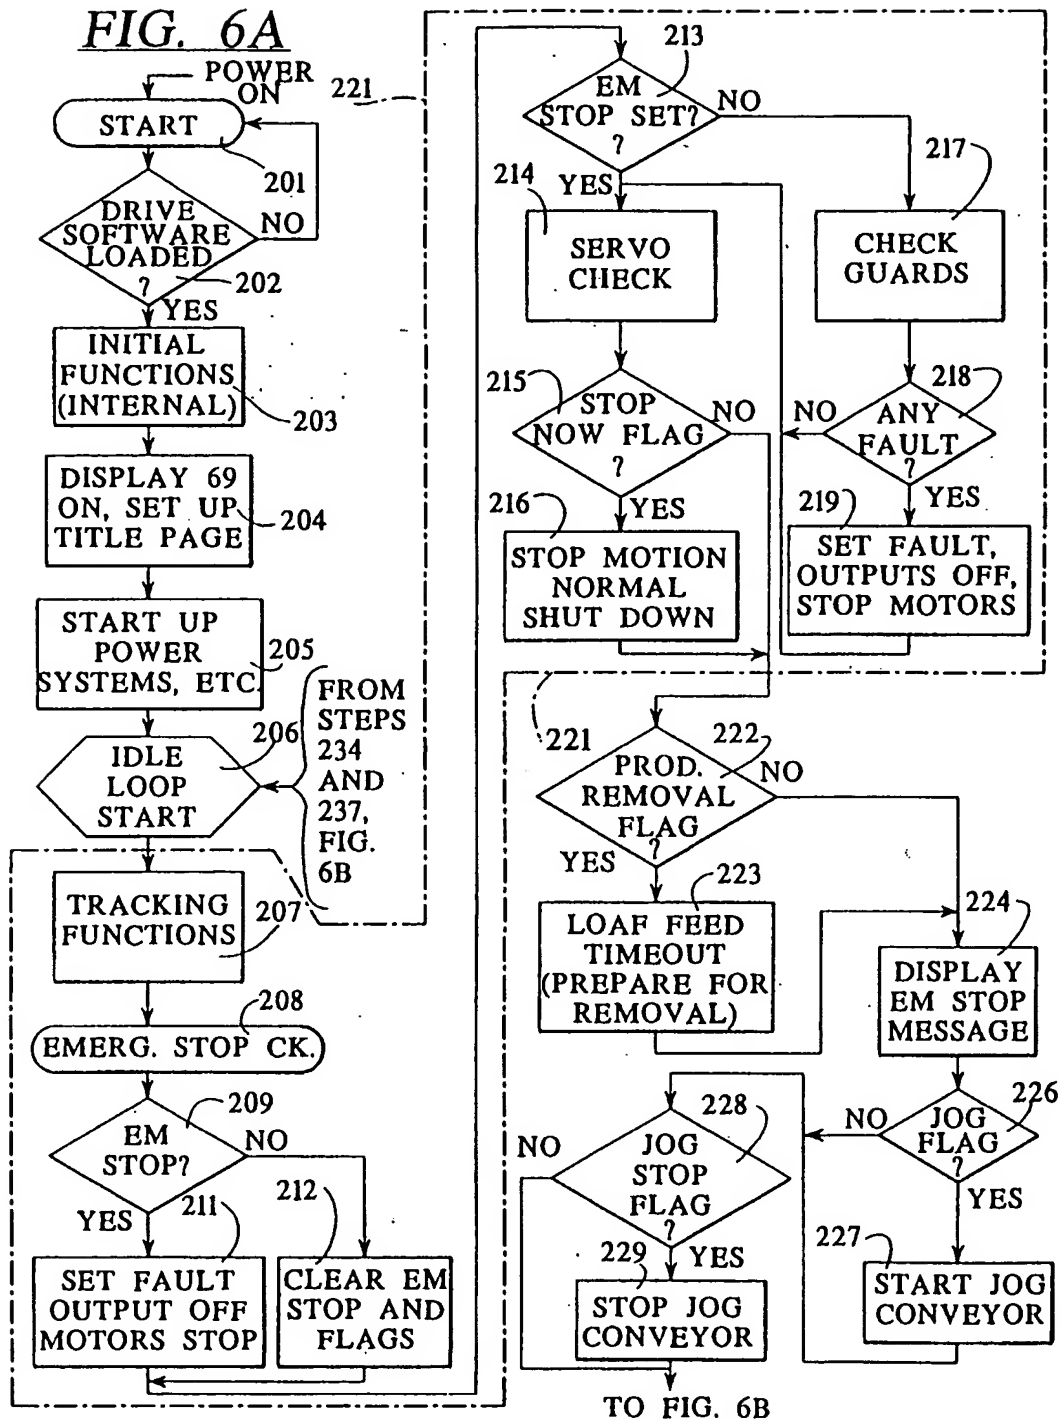 FIG. 6A
POWER
ON
START
201
DRIVE
SOFTWARE
LOADED
?
NO
202
YES
INITIAL
FUNCTIONS
(INTERNAL)
203
DISPLAY 69
ON, SET UP
TITLE PAGE
204
START UP
POWER
SYSTEMS, ETC.
205
206
IDLE
LOOP
START
FROM
STEPS
234
AND
237,
FIG.
6B
TRACKING
FUNCTIONS
207
208
EMERG. STOP CK.
209
EM
STOP?
NO
YES
211
212
SET FAULT
OUTPUT OFF
MOTORS STOP
CLEAR EM
STOP AND
FLAGS
221
213
EM
STOP SET?
?
NO
YES
214
SERVO
CHECK
217
CHECK
GUARDS
215
STOP
NOW FLAG
?
NO
YES
218
ANY
FAULT
?
NO
YES
216
STOP MOTION
NORMAL
SHUT DOWN
219
SET FAULT,
OUTPUTS OFF,
STOP MOTORS
221
222
PROD.
REMOVAL
FLAG
?
NO
YES
223
LOAF FEED
TIMEOUT
(PREPARE FOR
REMOVAL)
224
DISPLAY
EM STOP
MESSAGE
226
JOG
FLAG
?
NO
YES
227
START JOG
CONVEYOR
228
JOG
STOP
FLAG
?
NO
YES
229
STOP JOG
CONVEYOR
TO FIG. 6B